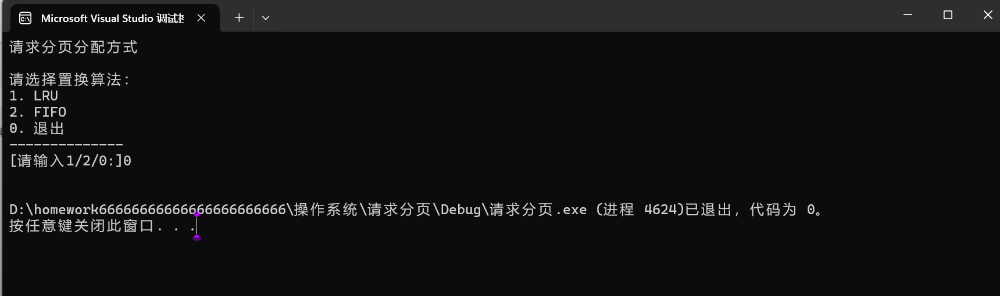 Microsoft Visual Studio 调试
请求分页分配方式
请选择置换算法:
1. LRU
2. FIFO
0. 退出
--------------
[请输入1/2/0:]0
D:\homework66666666666666666666666\操作系统\请求分页\Debug\请求分页.exe (进程 4624)已退出，代码为 0。
按任意键关闭此窗口. . .